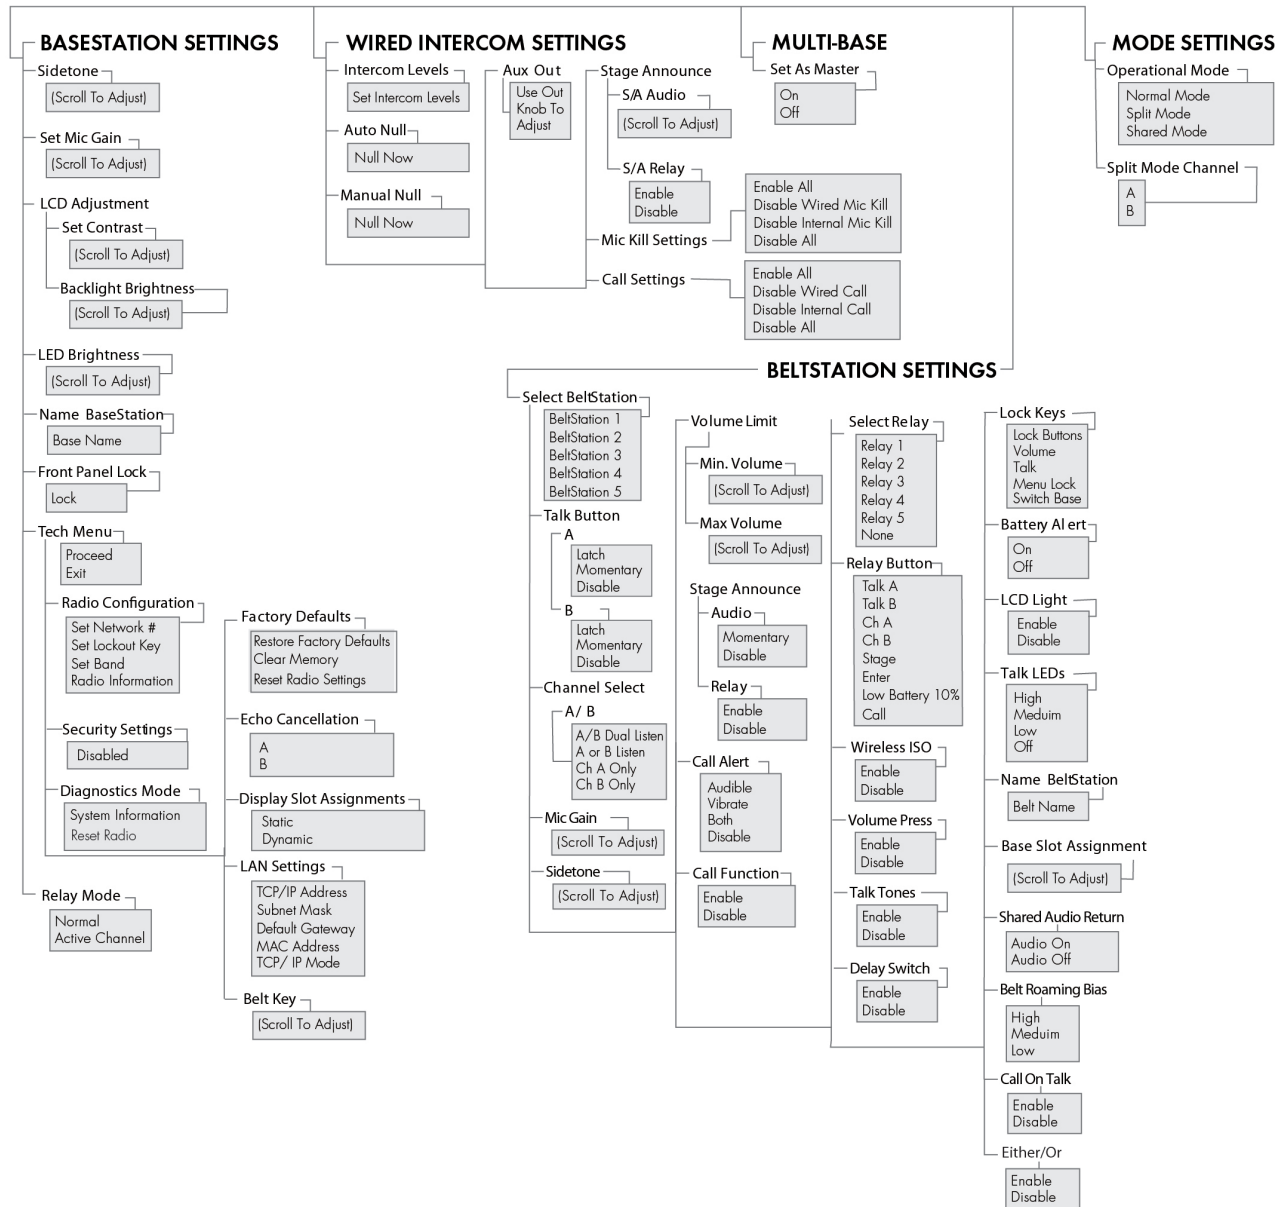 BASESTATION SETTINGS
Sidetone
(Scroll To Adjust)
Set Mic Gain
(Scroll To Adjust)
LCD Adjustment
Set Contrast
(Scroll To Adjust)
Backlight Brightness
(Scroll To Adjust)
LED Brightness
(Scroll To Adjust)
Name BaseStation
Base Name
Front Panel Lock
Lock
Tech Menu
Proceed
Exit
Radio Configuration
Set Network #
Set Lockout Key
Set Band
Radio Information
Security Settings
Disabled
Diagnostics Mode
System Information
Reset Radio
Factory Defaults
Restore Factory Defaults
Clear Memory
Reset Radio Settings
Echo Cancellation
A
B
Display Slot Assignments
Static
Dynamic
LAN Settings
TCP/IP Address
Subnet Mask
Default Gateway
MAC Address
TCP/ IP Mode
Belt Key
(Scroll To Adjust)
Relay Mode
Normal
Active Channel
WIRED INTERCOM SETTINGS
Intercom Levels
Set Intercom Levels
Auto Null
Null Now
Manual Null
Null Now
Aux Out
Use Out
Knob To
Adjust
Stage Announce
S/A Audio
(Scroll To Adjust)
S/A Relay
Enable
Disable
Mic Kill Settings
Enable All
Disable Wired Mic Kill
Disable Internal Mic Kill
Disable All
Call Settings
Enable All
Disable Wired Call
Disable Internal Call
Disable All
MULTI-BASE
Set As Master
On
Off
MODE SETTINGS
Operational Mode
Normal Mode
Split Mode
Shared Mode
Split Mode Channel
A
B
BELTSTATION SETTINGS
Select BeltStation
BeltStation 1
BeltStation 2
BeltStation 3
BeltStation 4
BeltStation 5
Talk Button
A
Latch
Momentary
Disable
B
Latch
Momentary
Disable
Channel Select
A/ B
A/B Dual Listen
A or B Listen
Ch A Only
Ch B Only
Mic Gain
(Scroll To Adjust)
Sidetone
(Scroll To Adjust)
Volume Limit
Min. Volume
(Scroll To Adjust)
Max Volume
(Scroll To Adjust)
Stage Announce
Audio
Momentary
Disable
Relay
Enable
Disable
Call Alert
Audible
Vibrate
Both
Disable
Call Function
Enable
Disable
Select Relay
Relay 1
Relay 2
Relay 3
Relay 4
Relay 5
None
Relay Button
Talk A
Talk B
Ch A
Ch B
Stage
Enter
Low Battery 10%
Call
Wireless ISO
Enable
Disable
Volume Press
Enable
Disable
Talk Tones
Enable
Disable
Delay Switch
Enable
Disable
Lock Keys
Lock Buttons
Volume
Talk
Menu Lock
Switch Base
Battery Alert
On
Off
LCD Light
Enable
Disable
Talk LEDs
High
Meduim
Low
Off
Name BeltStation
Belt Name
Base Slot Assignment
(Scroll To Adjust)
Shared Audio Return
Audio On
Audio Off
Belt Roaming Bias
High
Meduim
Low
Call On Talk
Enable
Disable
Either/Or
Enable
Disable